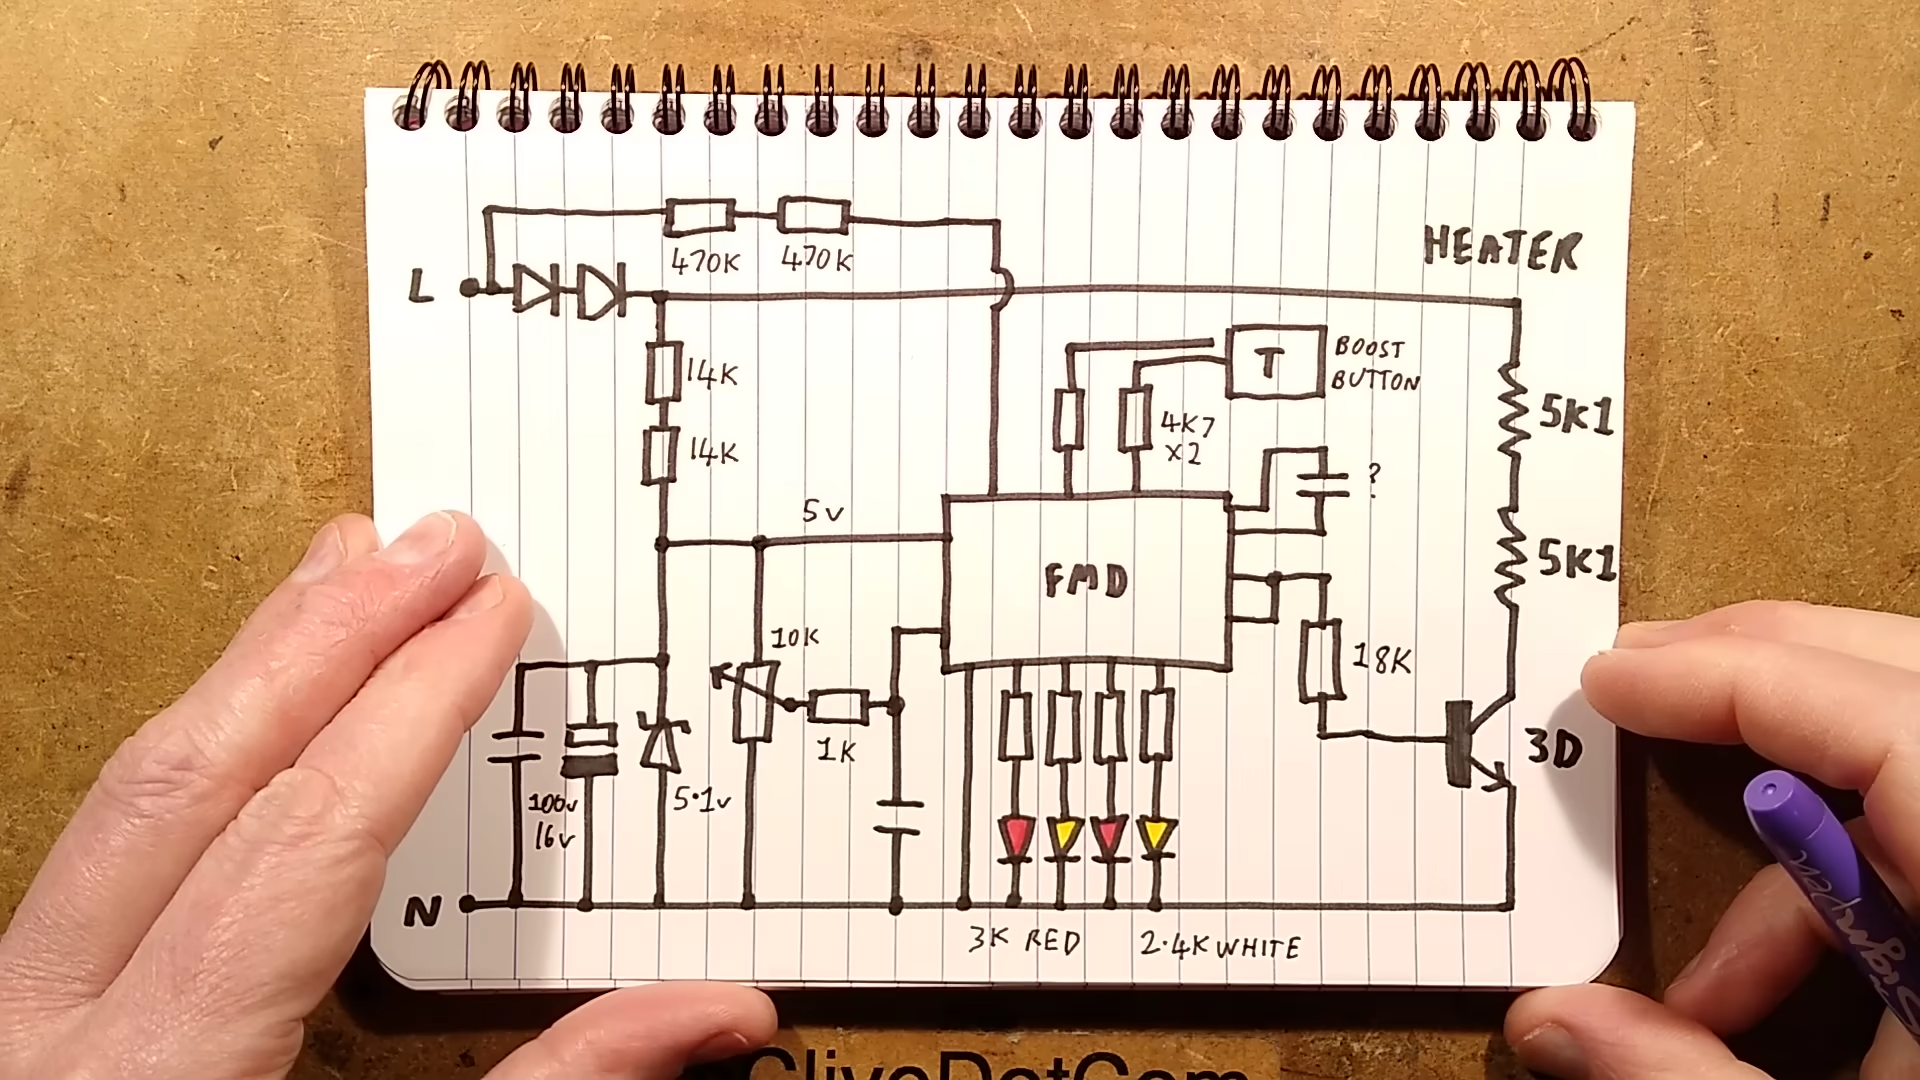 HEATER
470K 470K
L
BOOST
BUTTON
T
14K
4K7
x2
5K1
14K
?
5v
FMD
5K1
10K
18K
1K
3D
100u
16v
5·1v
N
3K RED 2·4K WHITE
CliveDotCom